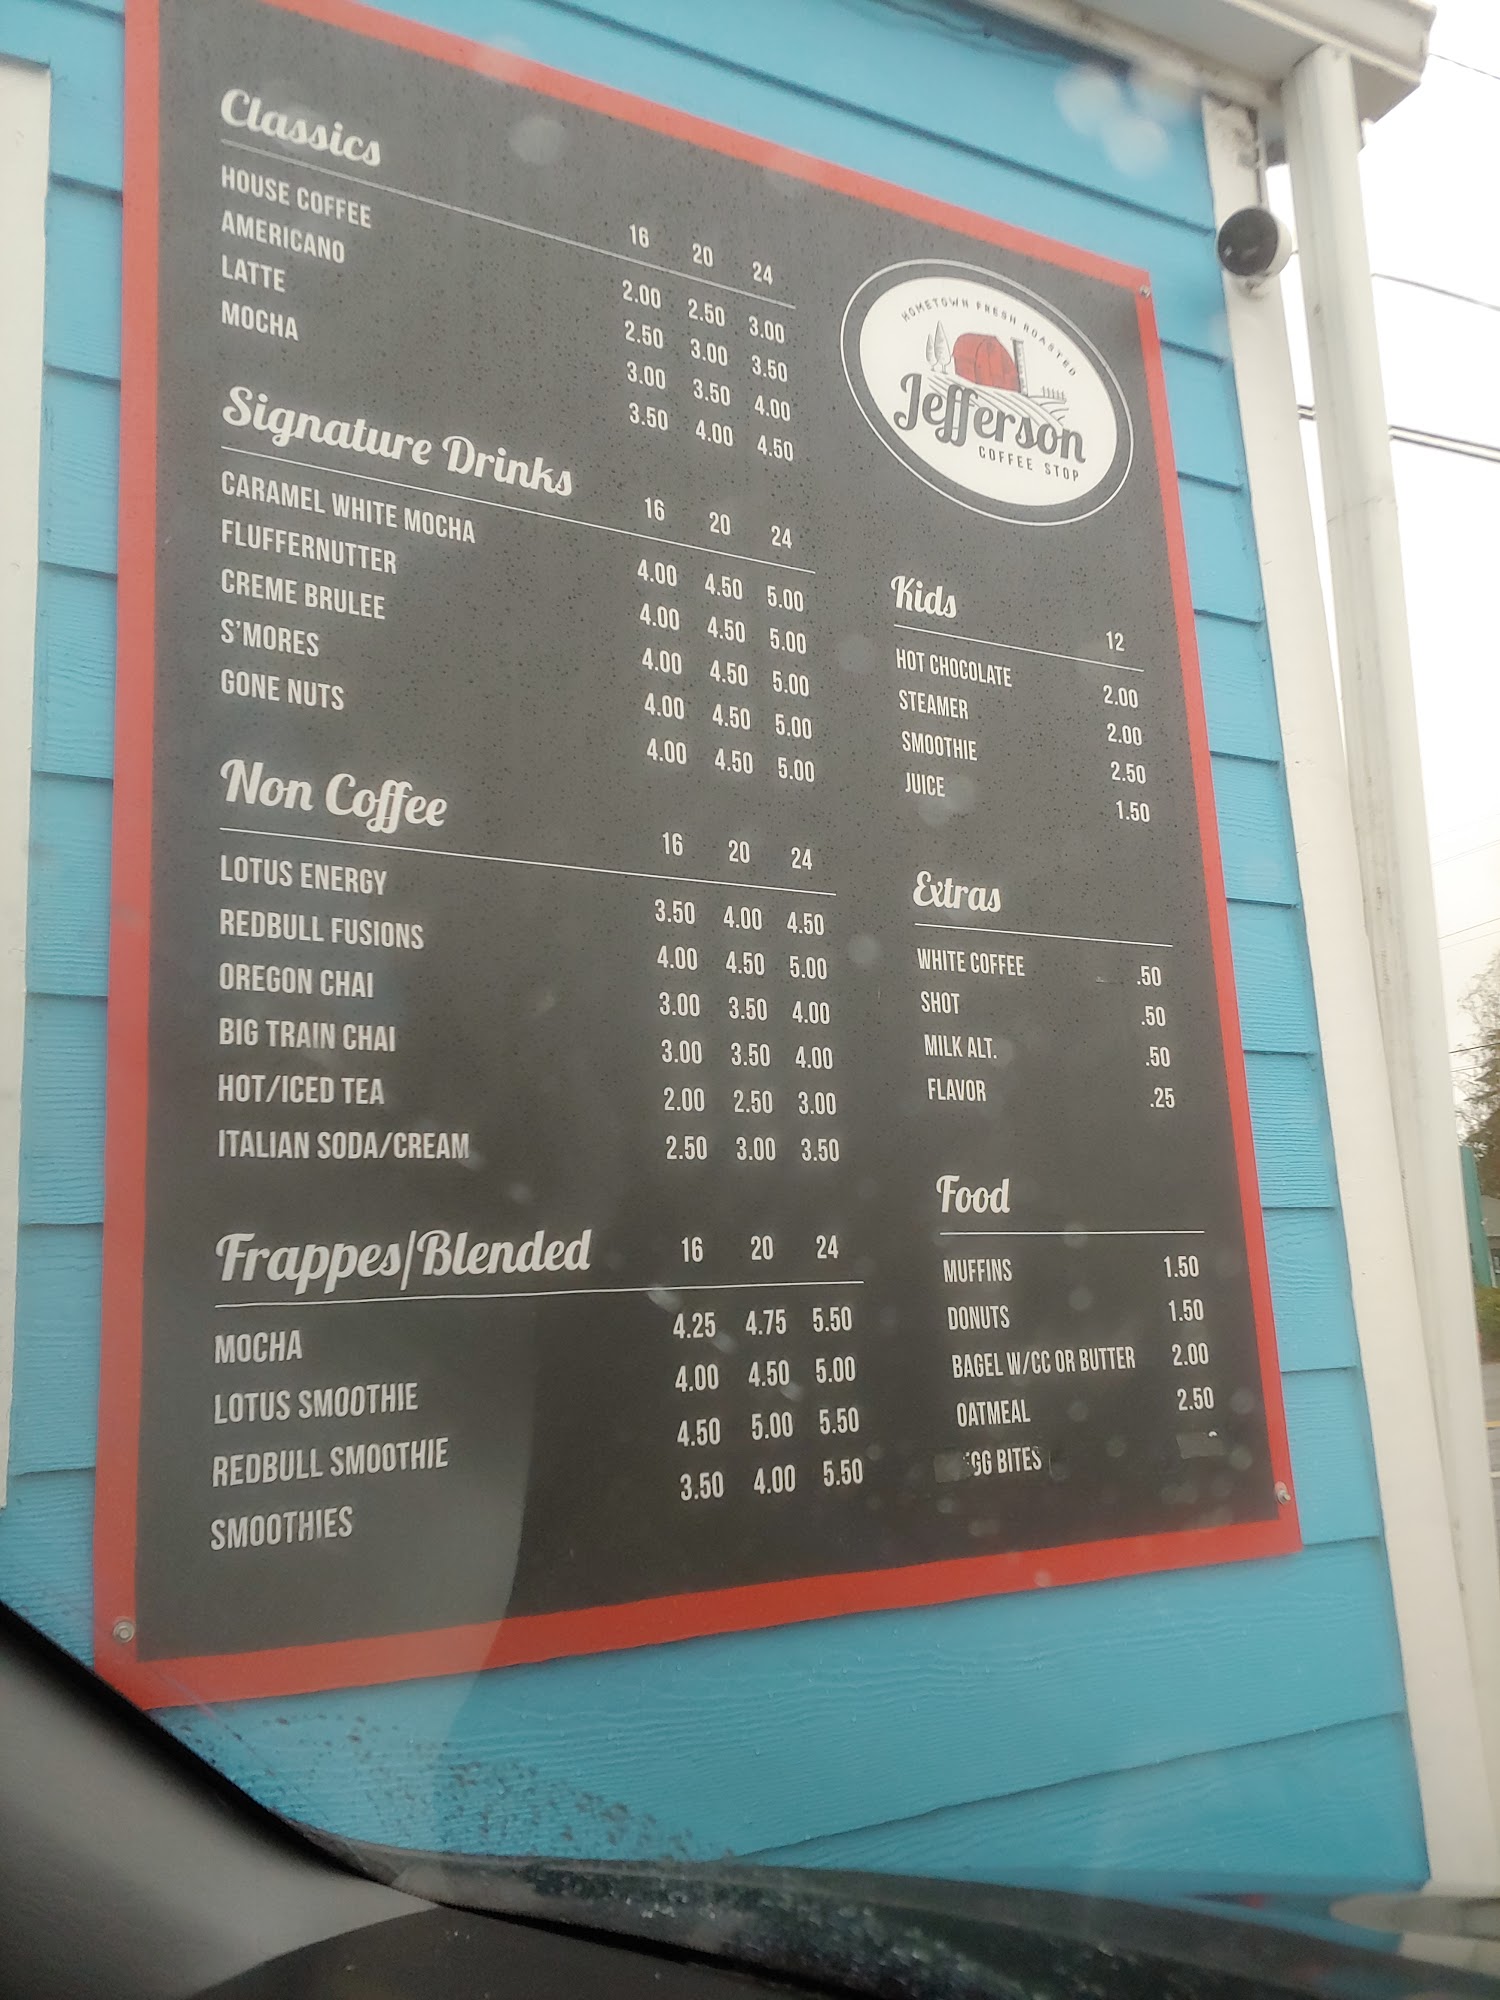 Classics
16 20 24
HOUSE COFFEE 2.00 2.50 3.00
AMERICANO 2.50 3.00 3.50
LATTE 3.00 3.50 4.00
MOCHA 3.50 4.00 4.50
Signature Drinks
16 20 24
CARAMEL WHITE MOCHA 4.00 4.50 5.00
FLUFFERNUTTER 4.00 4.50 5.00
CREME BRULEE 4.00 4.50 5.00
S'MORES 4.00 4.50 5.00
GONE NUTS 4.00 4.50 5.00
Non Coffee
16 20 24
LOTUS ENERGY 3.50 4.00 4.50
REDBULL FUSIONS 4.00 4.50 5.00
OREGON CHAI 3.00 3.50 4.00
BIG TRAIN CHAI 3.00 3.50 4.00
HOT/ICED TEA 2.00 2.50 3.00
ITALIAN SODA/CREAM 2.50 3.00 3.50
Frappes/Blended 16 20 24
MOCHA 4.25 4.75 5.50
LOTUS SMOOTHIE 4.00 4.50 5.00
REDBULL SMOOTHIE 4.50 5.00 5.50
SMOOTHIES 3.50 4.00 5.50
HOMETOWN FRESH ROASTED
Jefferson
COFFEE STOP
Kids
12
HOT CHOCOLATE 2.00
STEAMER 2.00
SMOOTHIE 2.50
JUICE 1.50
Extras
WHITE COFFEE .50
SHOT .50
MILK ALT. .50
FLAVOR .25
Food
MUFFINS 1.50
DONUTS 1.50
BAGEL W/CC OR BUTTER 2.00
OATMEAL 2.50
BITES